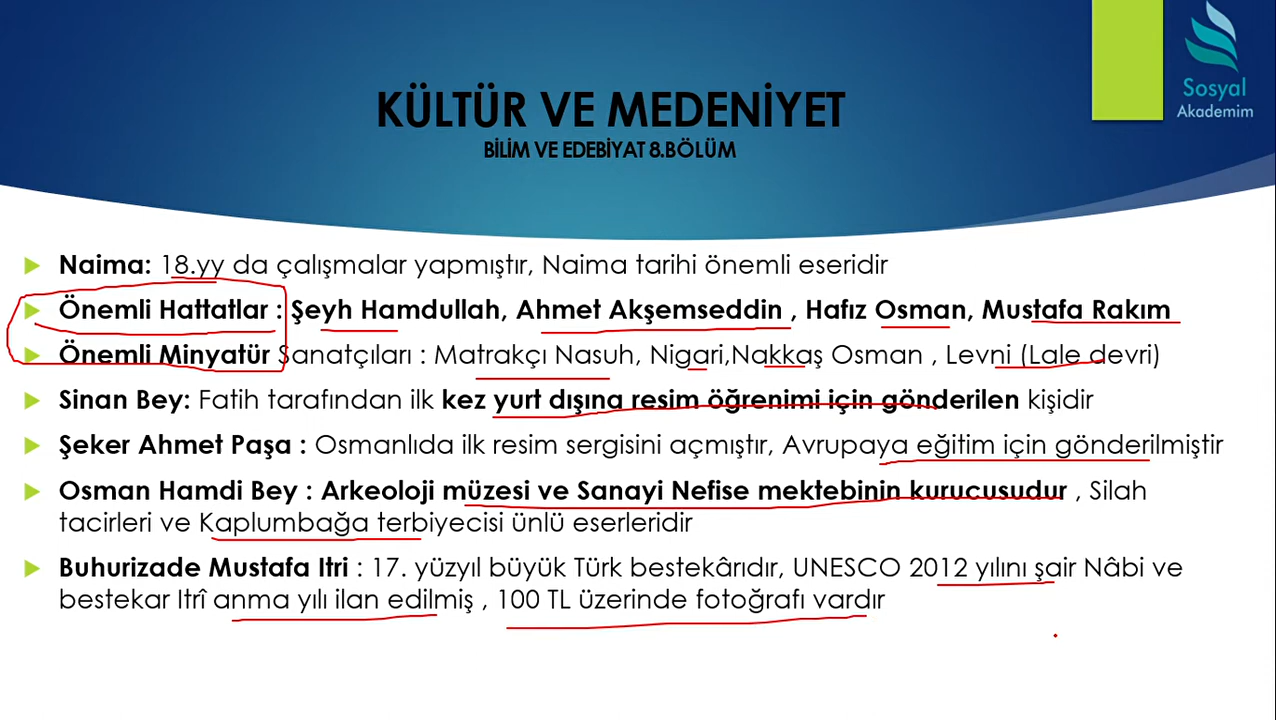 Sosyal
Akademim
KÜLTÜR VE MEDENİYET
BİLİM VE EDEBİYAT 8.BÖLÜM
Naima: 18.yy da çalışmalar yapmıştır, Naima tarihi önemli eseridir
Önemli Hattatlar : Şeyh Hamdullah, Ahmet Akşemseddin , Hafız Osman, Mustafa Rakım
Önemli Minyatür Sanatçıları : Matrakçı Nasuh, Nigari,Nakkaş Osman , Levni (Lale devri)
Sinan Bey: Fatih tarafından ilk kez yurt dışına resim öğrenimi için gönderilen kişidir
Şeker Ahmet Paşa : Osmanlıda ilk resim sergisini açmıştır, Avrupaya eğitim için gönderilmiştir
Osman Hamdi Bey : Arkeoloji müzesi ve Sanayi Nefise mektebinin kurucusudur , Silah
tacirleri ve Kaplumbağa terbiyecisi ünlü eserleridir
Buhurizade Mustafa Itri : 17. yüzyıl büyük Türk bestekârıdır, UNESCO 2012 yılını şair Nâbi ve
bestekar Itrî anma yılı ilan edilmiş , 100 TL üzerinde fotoğrafı vardır